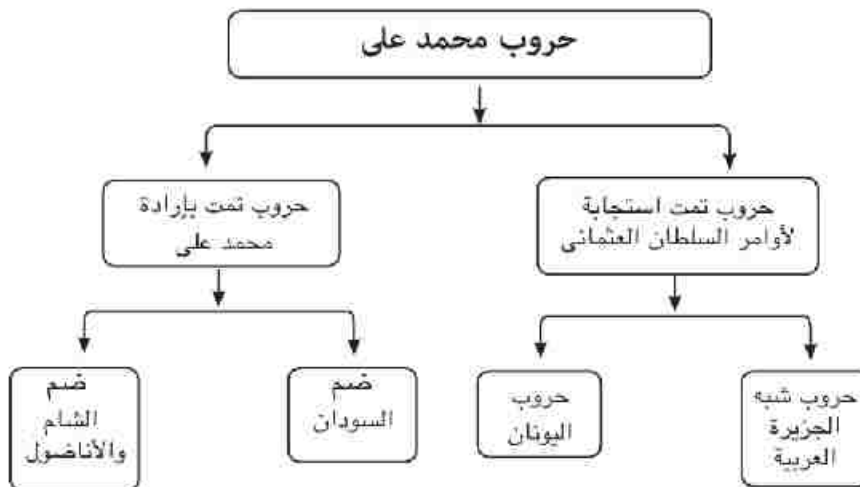 حروب محمد على
حروب تمت استجابة
لأوامر السلطان العثمانى
حروب تمت بإرادة
محمد على
حروب شبه
الجزيرة
العربية
حروب
اليونان
ضم
السودان
ضم
الشام
والأناضول